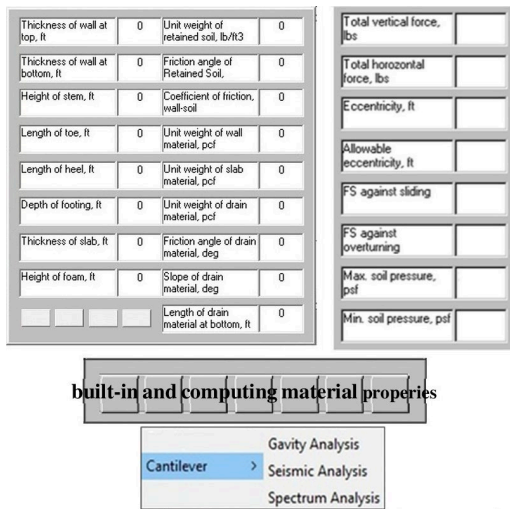 Thickness of wall at
top, ft
0
Unit weight of
retained soil, lb/ft3
0
Thickness of wall at
bottom, ft
0
Friction angle of
Retained Soil,
0
Height of stem, ft
0
Coefficient of friction,
wall-soil
0
Length of toe, ft
0
Unit weight of wall
material, pcf
0
Length of heel, ft
0
Unit weight of slab
material, pcf
0
Depth of footing, ft
0
Unit weight of drain
material, pcf
0
Thickness of slab, ft
0
Friction angle of drain
material, deg
0
Height of foam, ft
0
Slope of drain
material, deg
0
Length of drain
material at bottom, ft
0
Total vertical force,
lbs
Total horozontal
force, lbs
Eccentricity, ft
Allowable
eccentricity, ft
FS against sliding
FS against
overturning
Max. soil pressure,
psf
Min. soil pressure, psf
built-in and computing material properies
Cantilever >
Gavity Analysis
Seismic Analysis
Spectrum Analysis